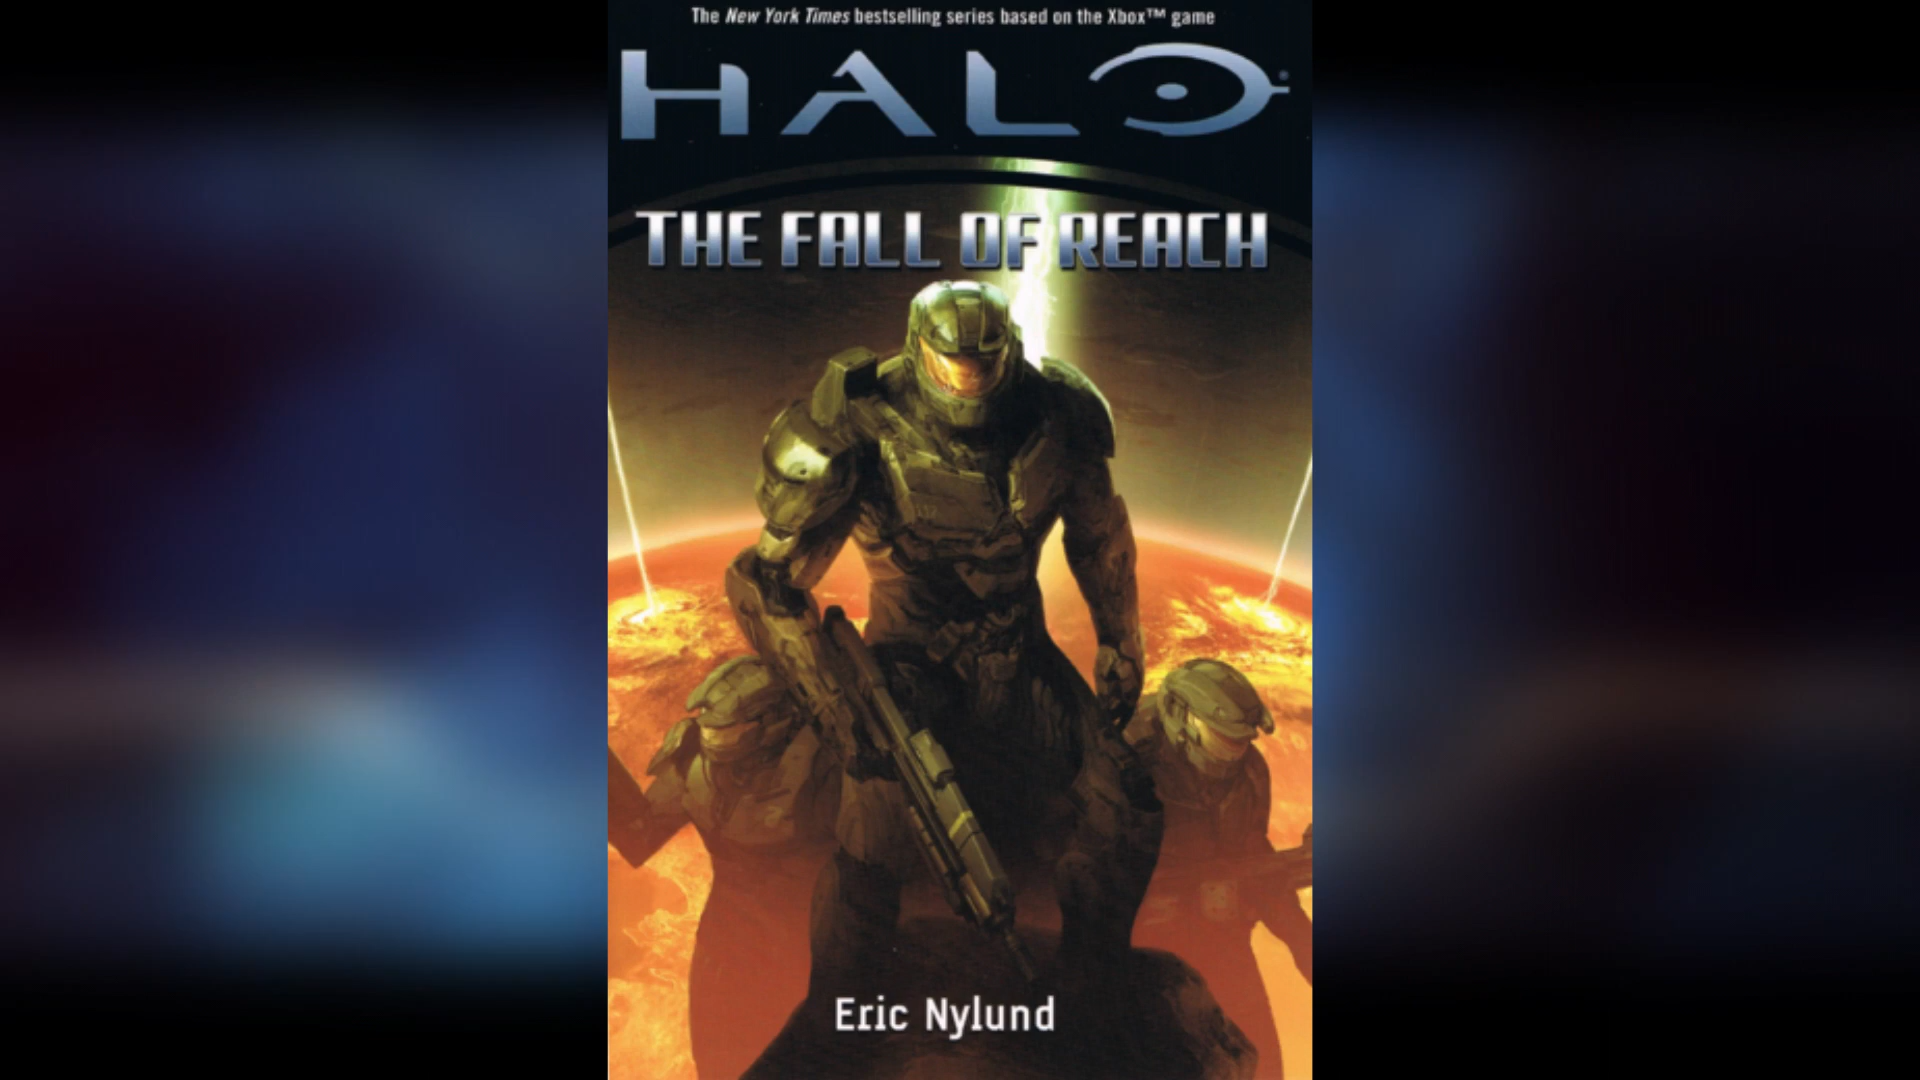 The New York Times bestselling series based on the Xbox™ game
HALO®
THE FALL OF REACH
Eric Nylund